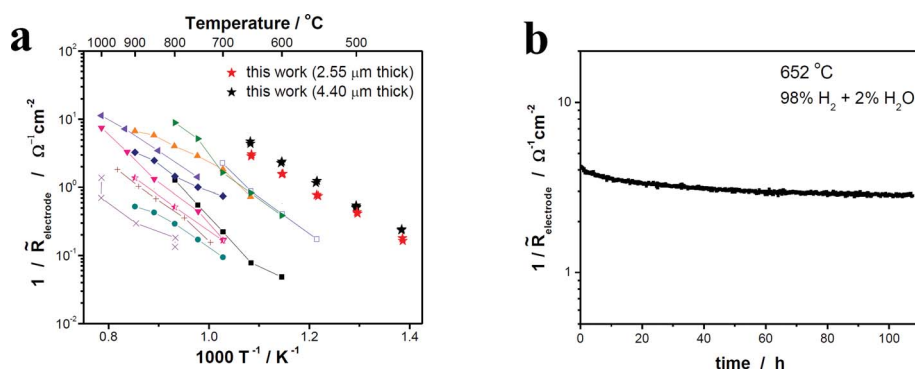 a
Temperature / °C
1000 900 800 700 600 500
10²
10¹
10⁰
10⁻¹
10⁻²
1 / R̃electrode / Ω⁻¹cm⁻²
this work (2.55 μm thick)
this work (4.40 μm thick)
0.8 1.0 1.2 1.4
1000 T⁻¹ / K⁻¹
b
652 °C
98% H₂ + 2% H₂O
10
1
1 / R̃electrode / Ω⁻¹cm⁻²
0 20 40 60 80 100
time / h